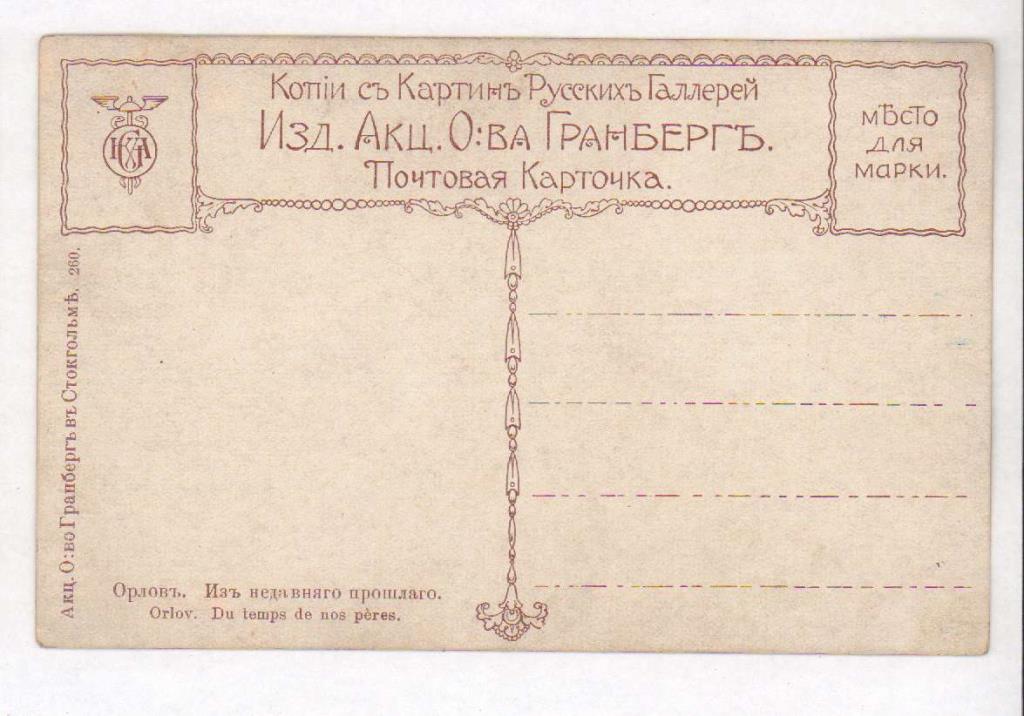 Копіи съ Картинъ Русскихъ Галлерей
Изд. Акц. О:ва Гранбергъ.
Почтовая Карточка.
мѣсто
для
марки.
Акц. О:во Гранбергъ въ Стокгольмѣ. 260.
Орловъ. Изъ недавняго прошлаго.
Orlov. Du temps de nos pères.